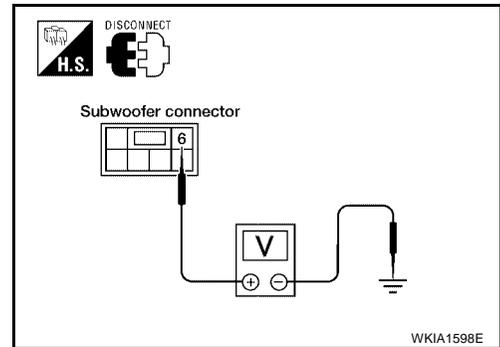 DISCONNECT
H.S.
Subwoofer connector
6
V
+ −
WKIA1598E